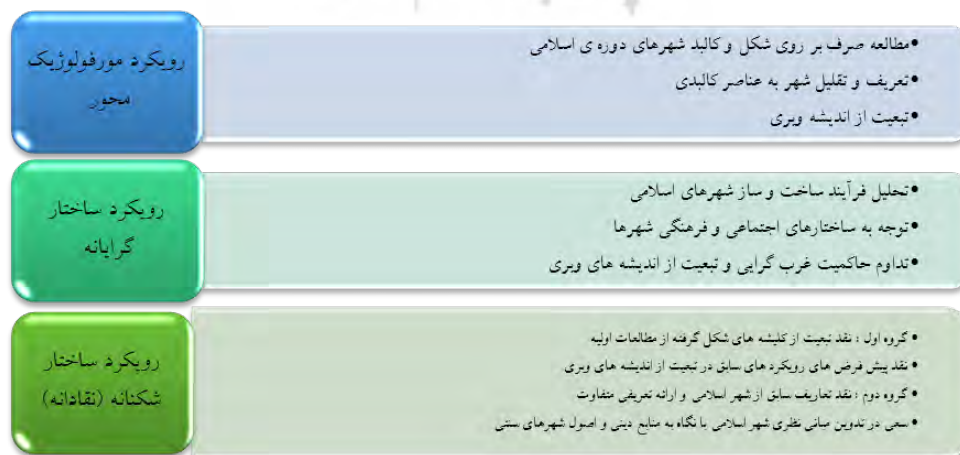 رویکرد مورفولوژیک
محور
•مطالعه صرف بر روی شکل و کالبد شهرهای دوره ی اسلامی
•تعریف و تقلیل شهر به عناصر کالبدی
•تبعیت از اندیشه وبری
رویکرد ساختار
گرایانه
•تحلیل فرآیند ساخت و ساز شهرهای اسلامی
•توجه به ساختارهای اجتماعی و فرهنگی شهرها
•تداوم حاکمیت غرب گرایی و تبعیت از اندیشه های وبری
رویکرد ساختار
شکنانه (نقادانه)
•گروه اول : نقد تبعیت از کلیشه های شکل گرفته از مطالعات اولیه
•نقد پیش فرض های رویکرد های سابق در تبعیت از اندیشه های وبری
•گروه دوم : نقد تعاریف سابق از شهر اسلامی و ارائه تعریفی متفاوت
•سعی در تدوین مبانی نظری شهر اسلامی با نگاه به منابع دینی و اصول شهرهای سنتی